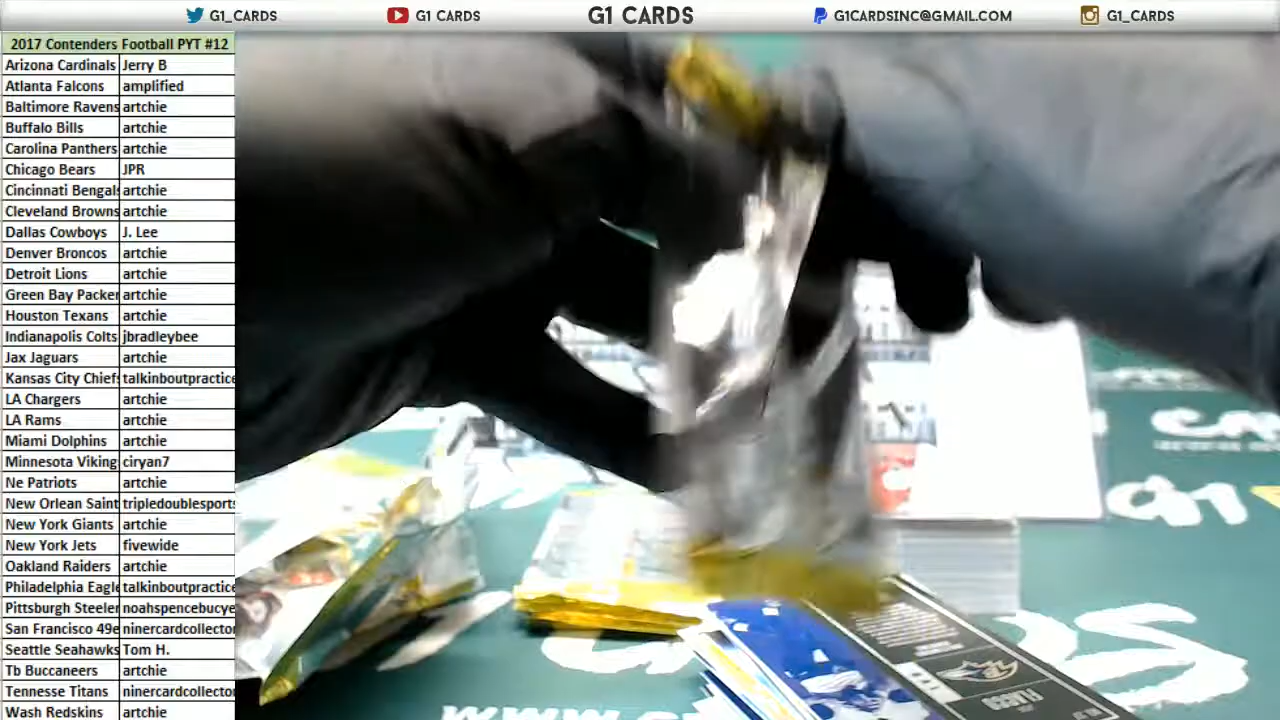 G1_CARDS
G1 CARDS
G1 CARDS
G1CARDSINC@GMAIL.COM
G1_CARDS
2017 Contenders Football PYT #12
Arizona Cardinals Jerry B
Atlanta Falcons amplified
Baltimore Ravens artchie
Buffalo Bills artchie
Carolina Panthers artchie
Chicago Bears JPR
Cincinnati Bengals artchie
Cleveland Browns artchie
Dallas Cowboys J. Lee
Denver Broncos artchie
Detroit Lions artchie
Green Bay Packer artchie
Houston Texans artchie
Indianapolis Colts jbradleybee
Jax Jaguars artchie
Kansas City Chief talkinboutpractice
LA Chargers artchie
LA Rams artchie
Miami Dolphins artchie
Minnesota Viking ciryan7
Ne Patriots artchie
New Orlean Saint tripledoublesports
New York Giants artchie
New York Jets fivewide
Oakland Raiders artchie
Philadelphia Eagle talkinboutpractice
Pittsburgh Steeler noahspencebucye
San Francisco 49e ninercardcollector
Seattle Seahawks Tom H.
Tb Buccaneers artchie
Tennesse Titans ninercardcollector
Wash Redskins artchie
FLACCO
G1
www.